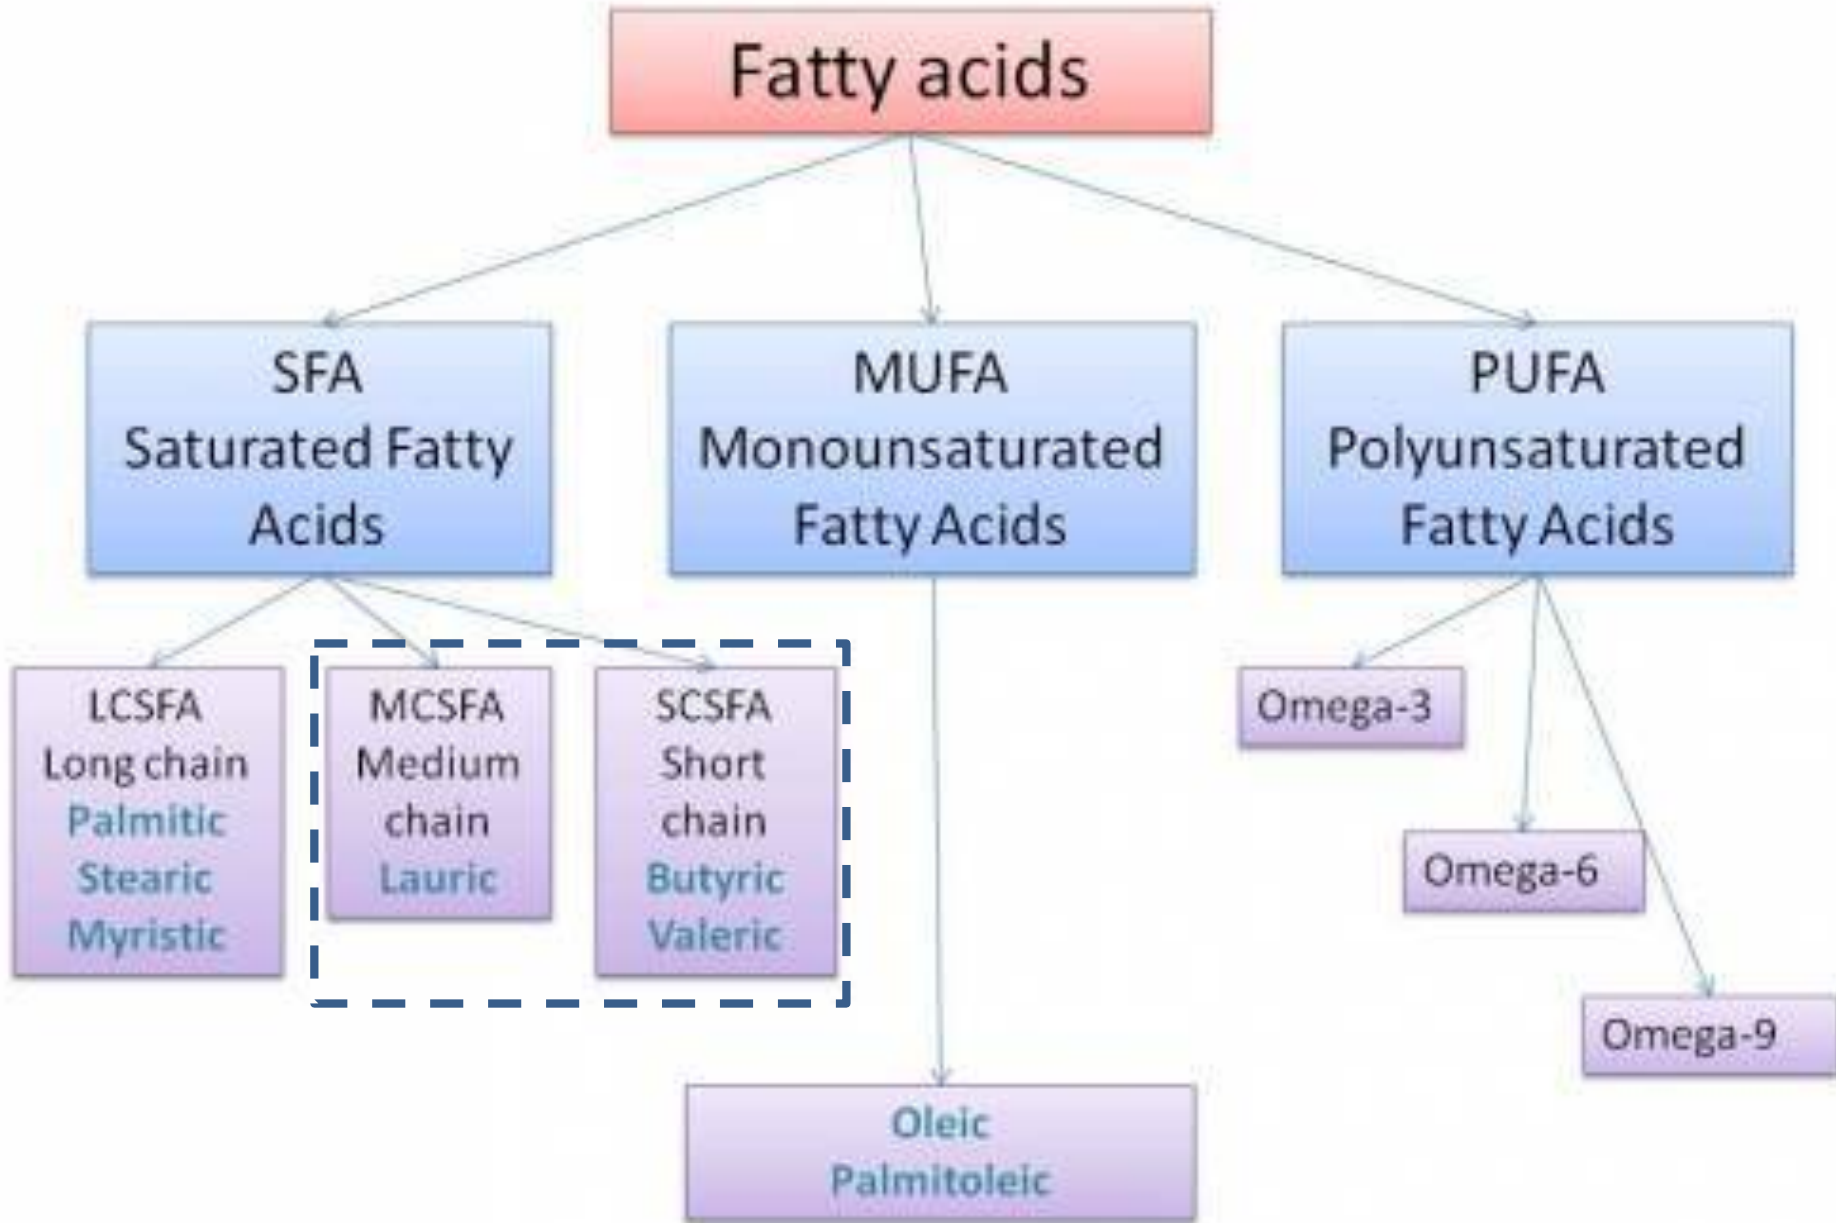 Fatty acids
SFA
Saturated Fatty
Acids
MUFA
Monounsaturated
Fatty Acids
PUFA
Polyunsaturated
Fatty Acids
LCSFA
Long chain
Palmitic
Stearic
Myristic
MCSFA
Medium
chain
Lauric
SCSFA
Short
chain
Butyric
Valeric
Omega-3
Omega-6
Omega-9
Oleic
Palmitoleic